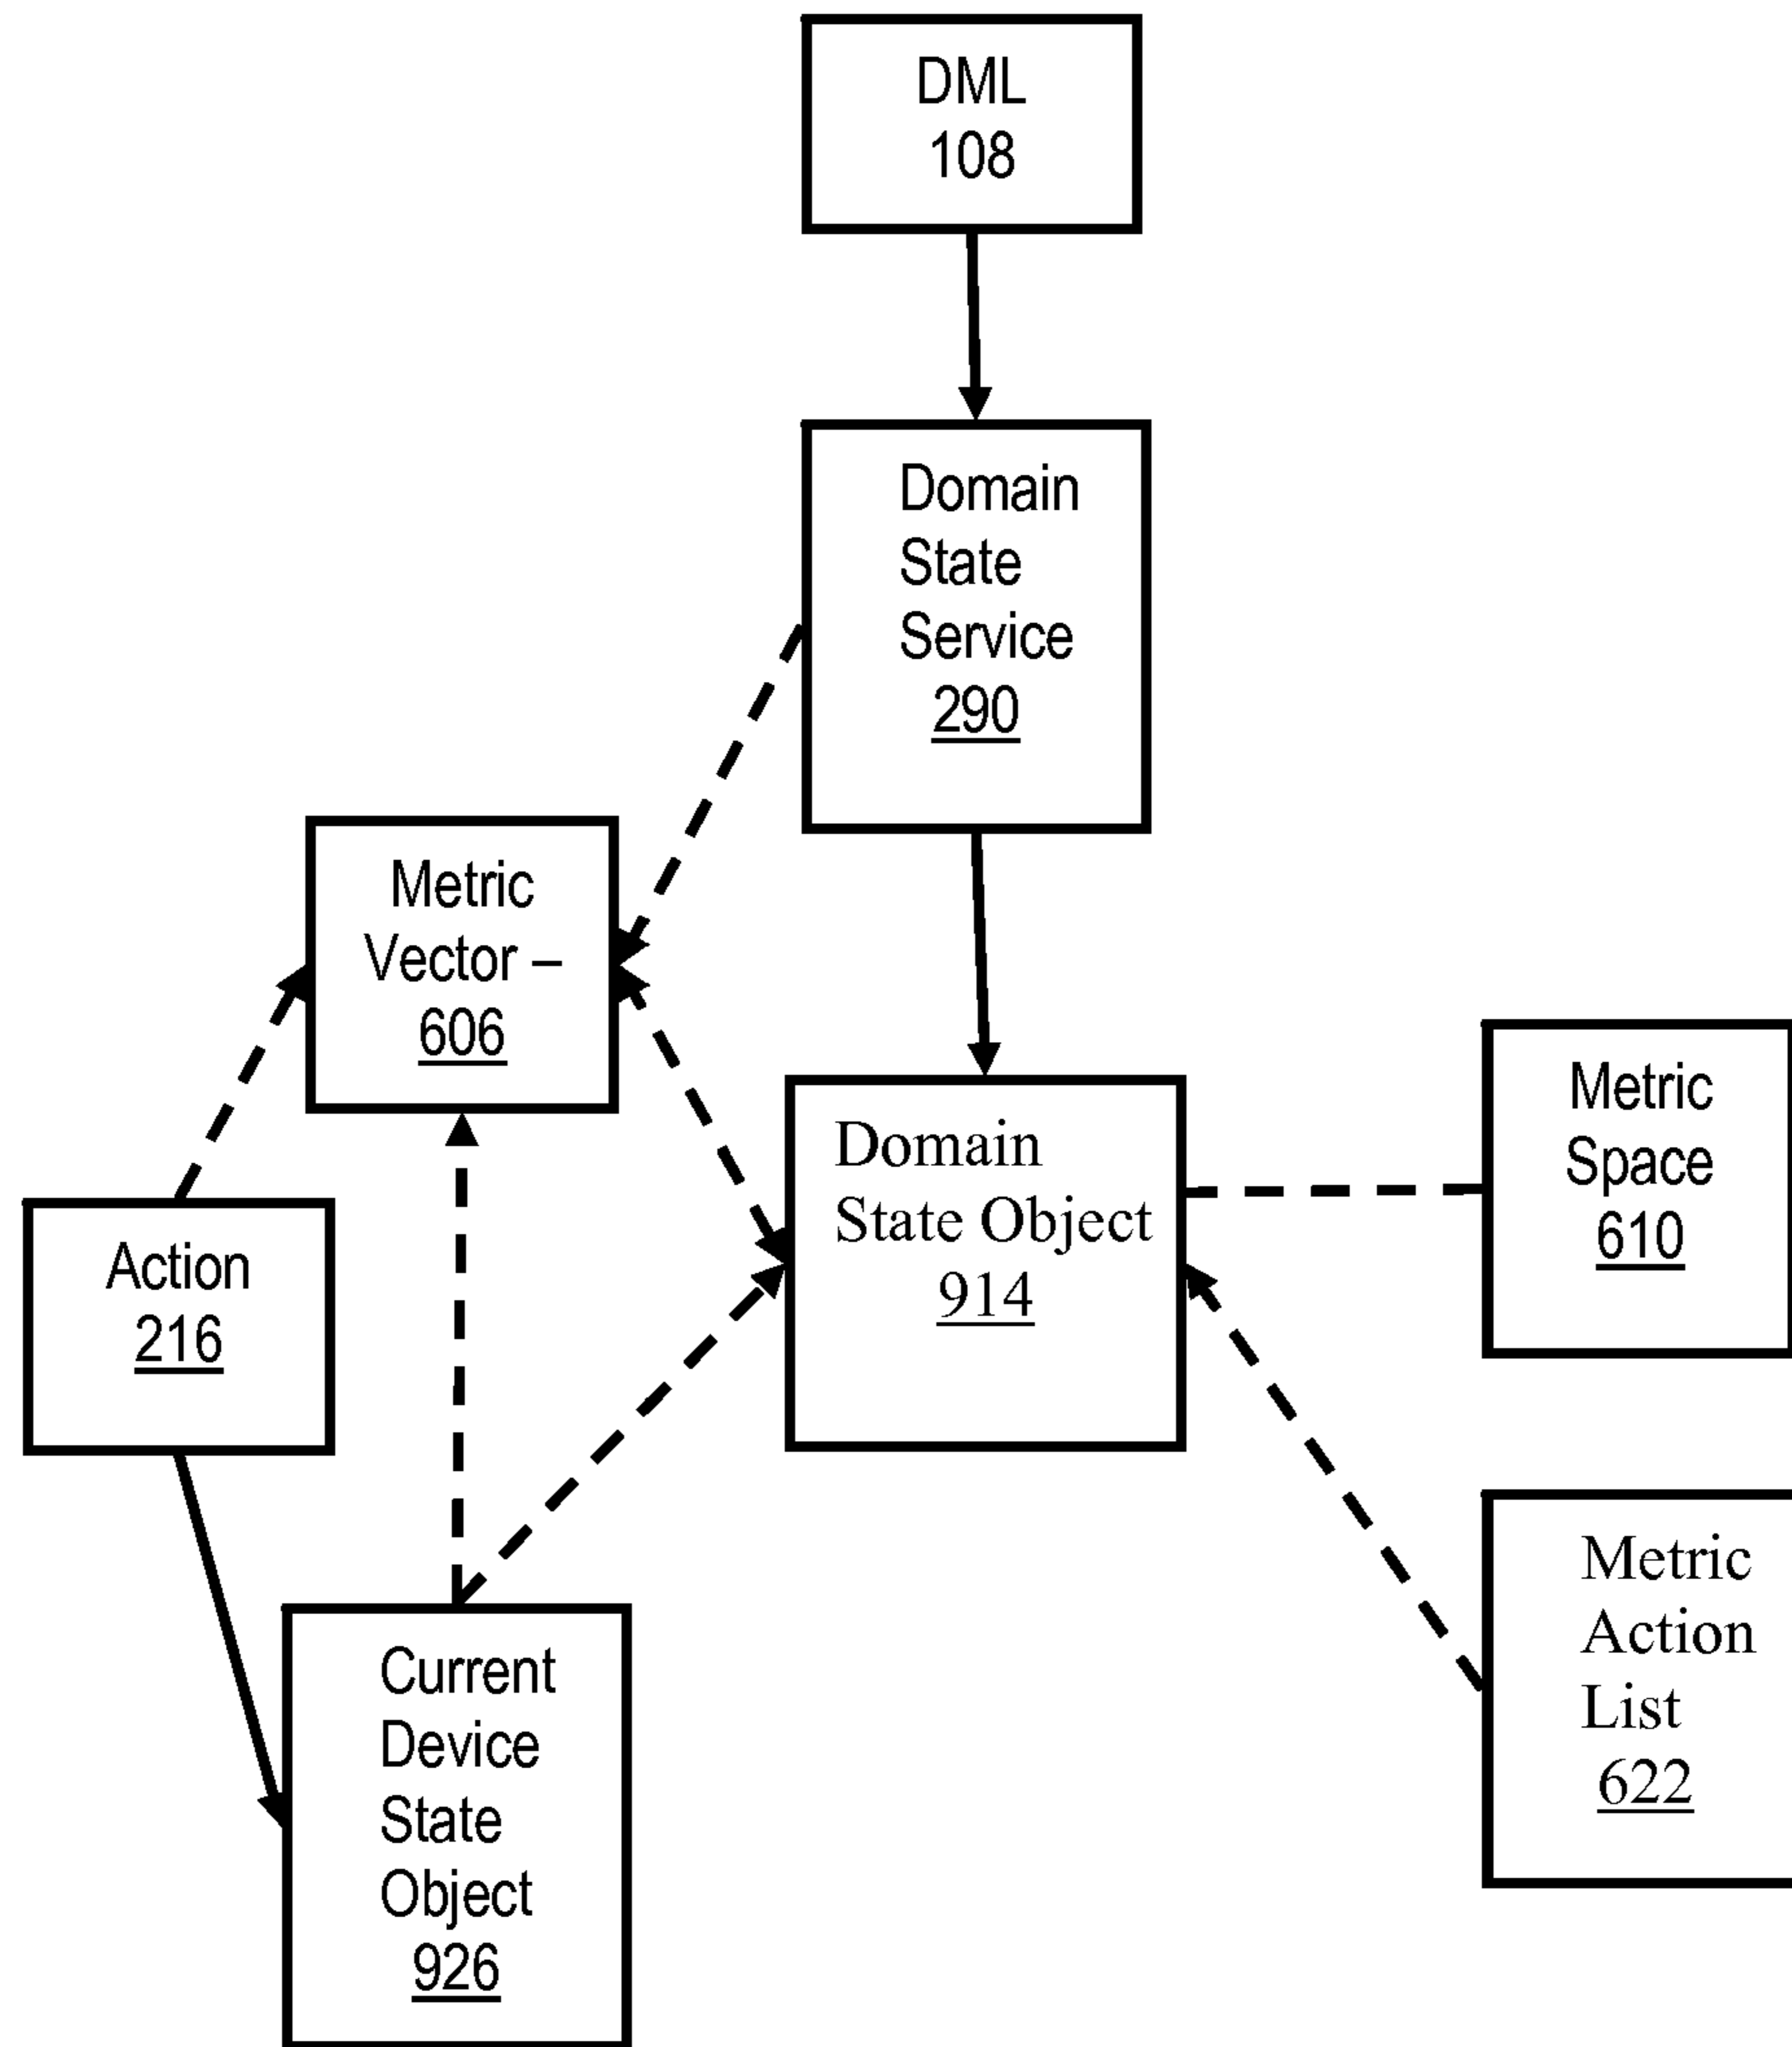 DML
108
Domain
State
Service
290
Metric
Vector –
606
Metric
Space
610
Domain
State Object
914
Action
216
Metric
Action
List
622
Current
Device
State
Object
926